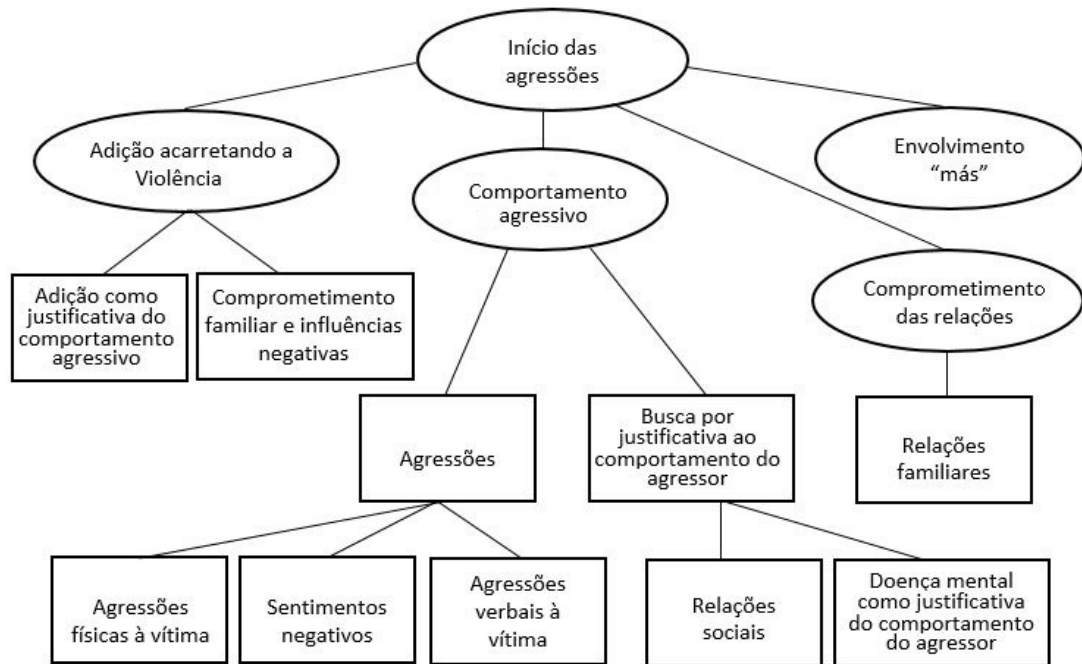 Início das
agressões
Adição acarretando a
Violência
Comportamento
agressivo
Envolvimento
“más”
Comprometimento
das relações
Adição como
justificativa do
comportamento
agressivo
Comprometimento
familiar e influências
negativas
Agressões
Busca por
justificativa ao
comportamento do
agressor
Relações
familiares
Agressões
físicas à vítima
Sentimentos
negativos
Agressões
verbais à
vítima
Relações
sociais
Doença mental
como justificativa
do comportamento
do agressor